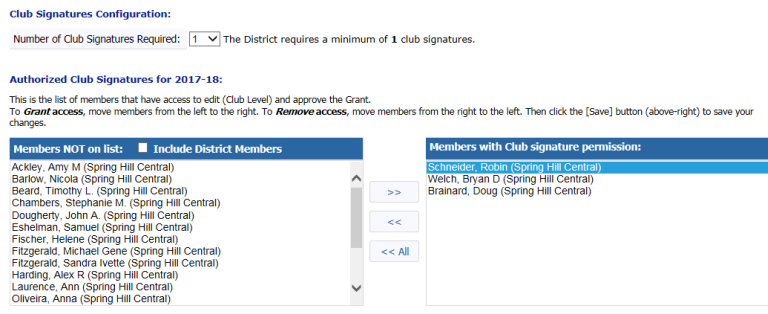 Club Signatures Configuration:
Number of Club Signatures Required: 1 The District requires a minimum of 1 club signatures.
Authorized Club Signatures for 2017-18:
This is the list of members that have access to edit (Club Level) and approve the Grant.
To Grant access, move members from the left to the right. To Remove access, move members from the right to the left. Then click the [Save] button (above-right) to save your
changes.
Members NOT on list: Include District Members
Ackley, Amy M (Spring Hill Central)
Barlow, Nicola (Spring Hill Central)
Beard, Timothy L. (Spring Hill Central)
Chambers, Stephanie M. (Spring Hill Central)
Dougherty, John A. (Spring Hill Central)
Eshelman, Samuel (Spring Hill Central)
Fischer, Helene (Spring Hill Central)
Fitzgerald, Michael Gene (Spring Hill Central)
Fitzgerald, Sandra Ivette (Spring Hill Central)
Harding, Alex R (Spring Hill Central)
Laurence, Ann (Spring Hill Central)
Oliveira, Anna (Spring Hill Central)
>>
<<
<< All
Members with Club signature permission:
Schneider, Robin (Spring Hill Central)
Welch, Bryan D (Spring Hill Central)
Brainard, Doug (Spring Hill Central)